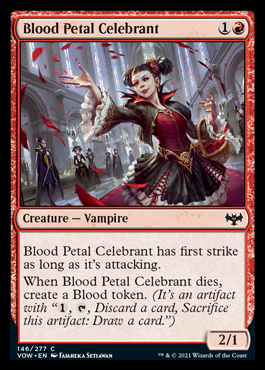 Blood Petal Celebrant 1
Creature — Vampire
Blood Petal Celebrant has first strike
as long as it's attacking.
When Blood Petal Celebrant dies,
create a Blood token. (It's an artifact
with "1, , Discard a card, Sacrifice
this artifact: Draw a card.")
2/1
146/277 C
VOW • EN Fajareka Setiawan
™ & © 2021 Wizards of the Coast